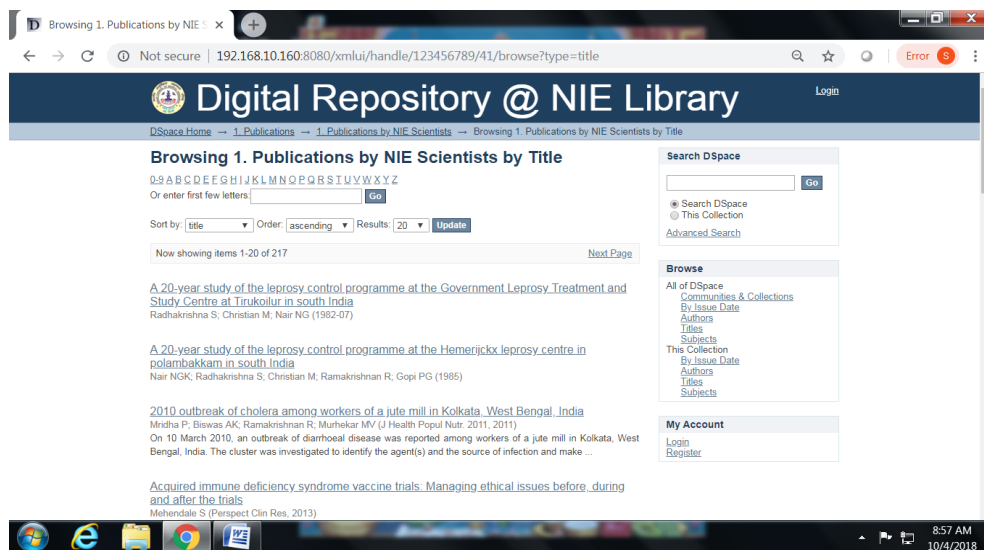 Browsing 1. Publications by NIE S
Not secure | 192.168.10.160:8080/xmlui/handle/123456789/41/browse?type=title
Error S
Digital Repository @ NIE Library
Login
DSpace Home → 1. Publications → 1. Publications by NIE Scientists → Browsing 1. Publications by NIE Scientists by Title
Browsing 1. Publications by NIE Scientists by Title
0-9 A B C D E F G H I J K L M N O P Q R S T U V W X Y Z
Or enter first few letters: Go
Sort by: title Order: ascending Results: 20 Update
Now showing items 1-20 of 217 Next Page
A 20-year study of the leprosy control programme at the Government Leprosy Treatment and
Study Centre at Tirukoilur in south India
Radhakrishna S; Christian M; Nair NG (1982-07)
A 20-year study of the leprosy control programme at the Hemerijckx leprosy centre in
polambakkam in south India
Nair NGK; Radhakrishna S; Christian M; Ramakrishnan R; Gopi PG (1985)
2010 outbreak of cholera among workers of a jute mill in Kolkata, West Bengal, India
Mridha P; Biswas AK; Ramakrishnan R; Murhekar MV (J Health Popul Nutr. 2011, 2011)
On 10 March 2010, an outbreak of diarrhoeal disease was reported among workers of a jute mill in Kolkata, West
Bengal, India. The cluster was investigated to identify the agent(s) and the source of infection and make ...
Acquired immune deficiency syndrome vaccine trials: Managing ethical issues before, during
and after the trials
Mehendale S (Perspect Clin Res, 2013)
Search DSpace
Go
Search DSpace
This Collection
Advanced Search
Browse
All of DSpace
Communities & Collections
By Issue Date
Authors
Titles
Subjects
This Collection
By Issue Date
Authors
Titles
Subjects
My Account
Login
Register
8:57 AM
10/4/2018